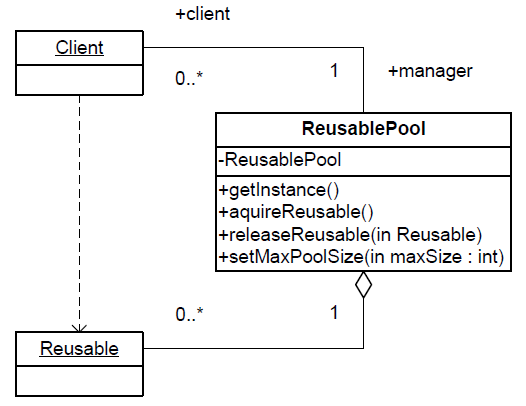 +client
Client
0..*
1
+manager
ReusablePool
-ReusablePool
+getInstance()
+aquireReusable()
+releaseReusable(in Reusable)
+setMaxPoolSize(in maxSize : int)
0..*
1
Reusable